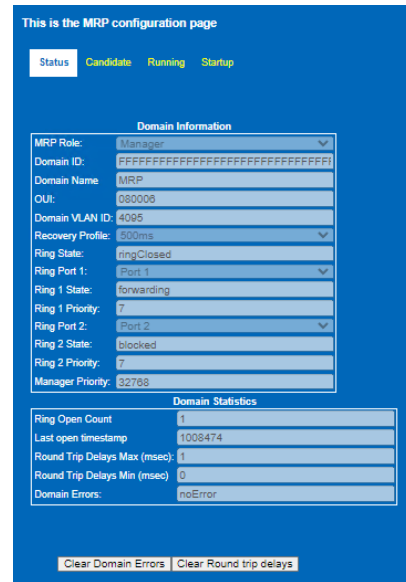 This is the MRP configuration page
Status Candidate Running Startup
Domain Information
MRP Role: Manager
Domain ID: FFFFFFFFFFFFFFFFFFFFFFFFFFFFFFFF
Domain Name MRP
OUI: 080006
Domain VLAN ID: 4095
Recovery Profile: 500ms
Ring State: ringClosed
Ring Port 1: Port 1
Ring 1 State: forwarding
Ring 1 Priority: 7
Ring Port 2: Port 2
Ring 2 State: blocked
Ring 2 Priority: 7
Manager Priority: 32768
Domain Statistics
Ring Open Count 1
Last open timestamp 1008474
Round Trip Delays Max (msec): 1
Round Trip Delays Min (msec) 0
Domain Errors: noError
Clear Domain Errors Clear Round trip delays